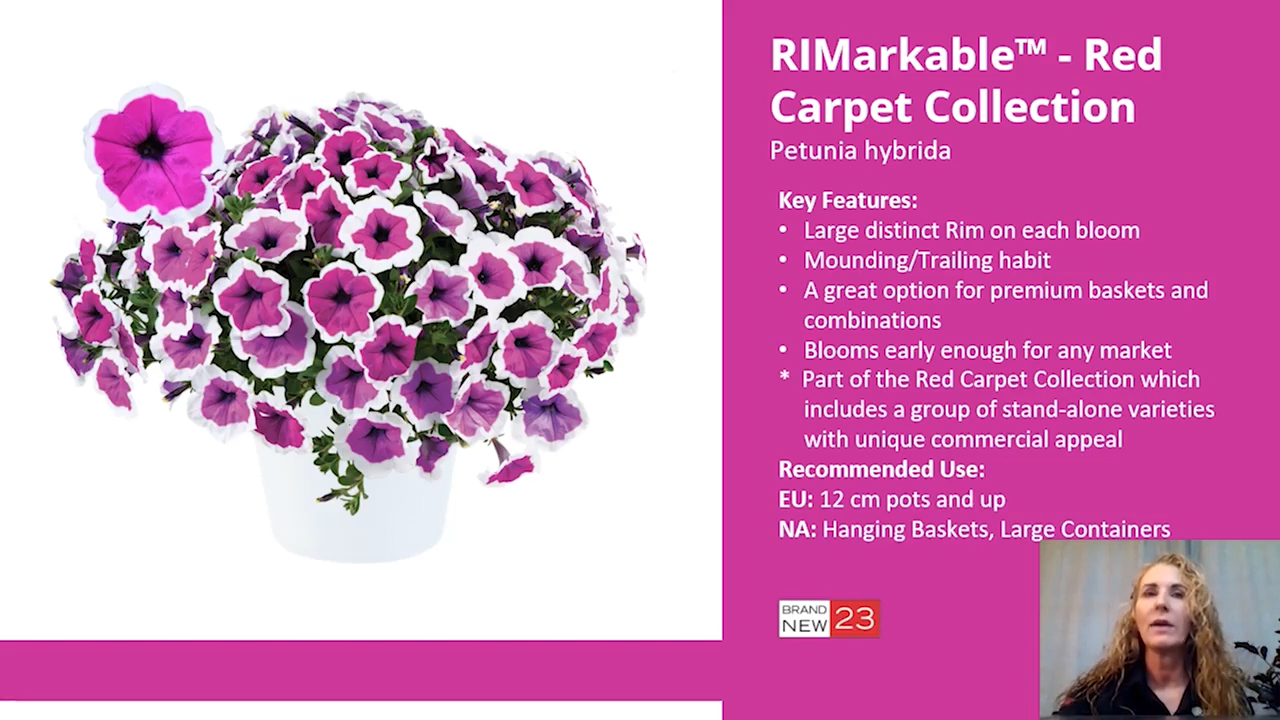 RIMarkable™ - Red
Carpet Collection
Petunia hybrida
Key Features:
• Large distinct Rim on each bloom
• Mounding/Trailing habit
• A great option for premium baskets and
combinations
• Blooms early enough for any market
* Part of the Red Carpet Collection which
includes a group of stand-alone varieties
with unique commercial appeal
Recommended Use:
EU: 12 cm pots and up
NA: Hanging Baskets, Large Containers
BRAND
NEW 23